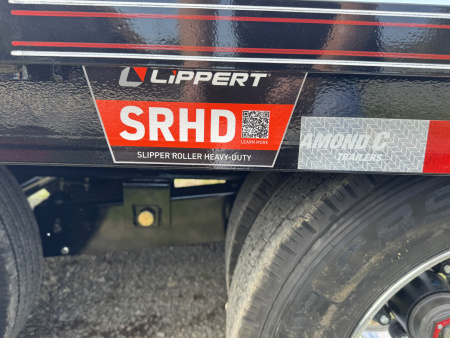 LiPPERT
SRHD
LEARN MORE
SLIPPER ROLLER HEAVY-DUTY
AMOND C
TRAILERS